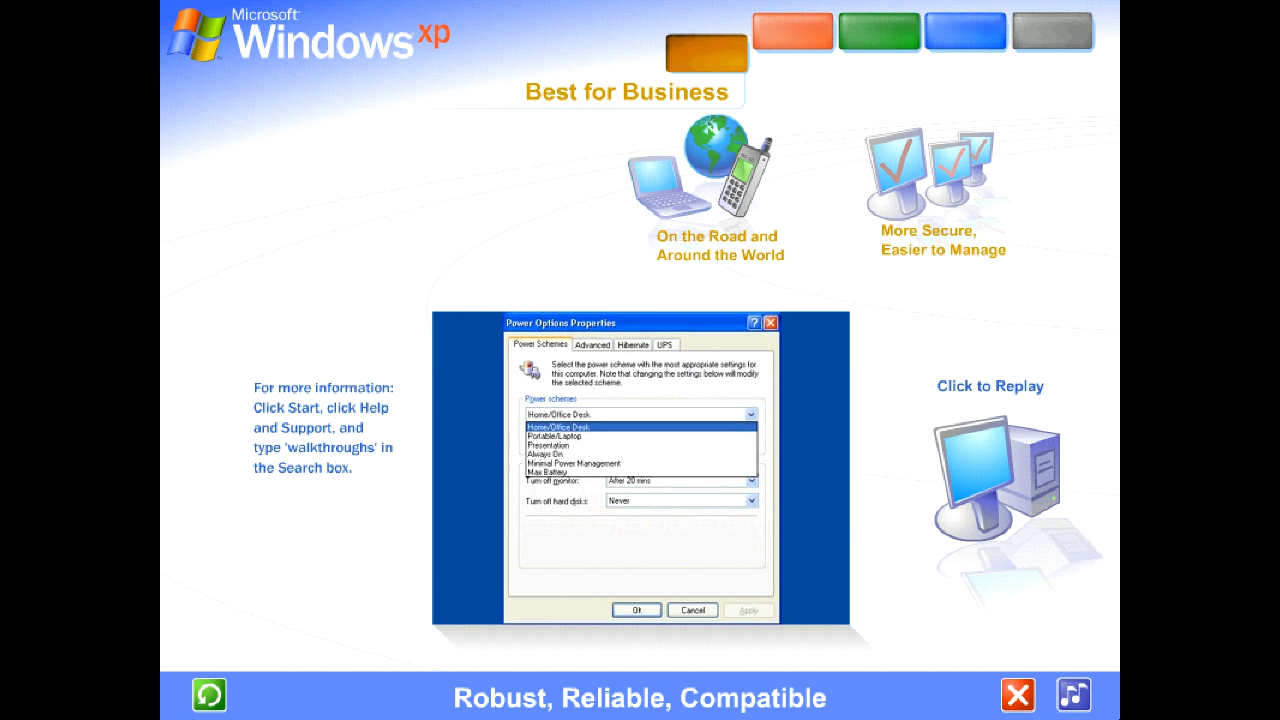 Microsoft
Windows xp
Best for Business
On the Road and
Around the World
More Secure,
Easier to Manage
For more information:
Click Start, click Help
and Support, and
type 'walkthroughs' in
the Search box.
Power Options Properties
Power Schemes Advanced Hibernate UPS
Select the power scheme with the most appropriate settings for
this computer. Note that changing the settings below will modify
the selected scheme.
Power schemes
Home/Office Desk
Home/Office Desk
Portable/Laptop
Presentation
Always On
Minimal Power Management
Max Battery
Turn off monitor: After 20 mins
Turn off hard disks: Never
OK Cancel Apply
Click to Replay
Robust, Reliable, Compatible